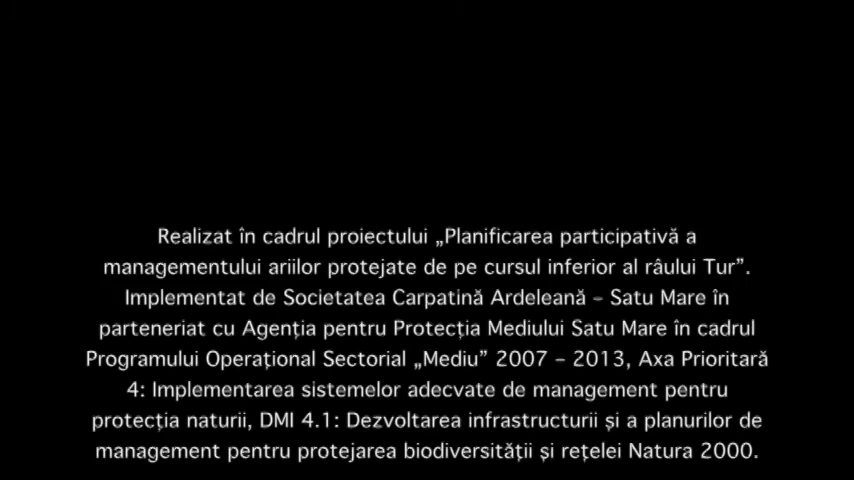 Realizat în cadrul proiectului „Planificarea participativă a
managementului ariilor protejate de pe cursul inferior al râului Tur”.
Implementat de Societatea Carpatină Ardeleană – Satu Mare în
parteneriat cu Agenția pentru Protecția Mediului Satu Mare în cadrul
Programului Operațional Sectorial „Mediu” 2007 – 2013, Axa Prioritară
4: Implementarea sistemelor adecvate de management pentru
protecția naturii, DMI 4.1: Dezvoltarea infrastructurii și a planurilor de
management pentru protejarea biodiversității și rețelei Natura 2000.